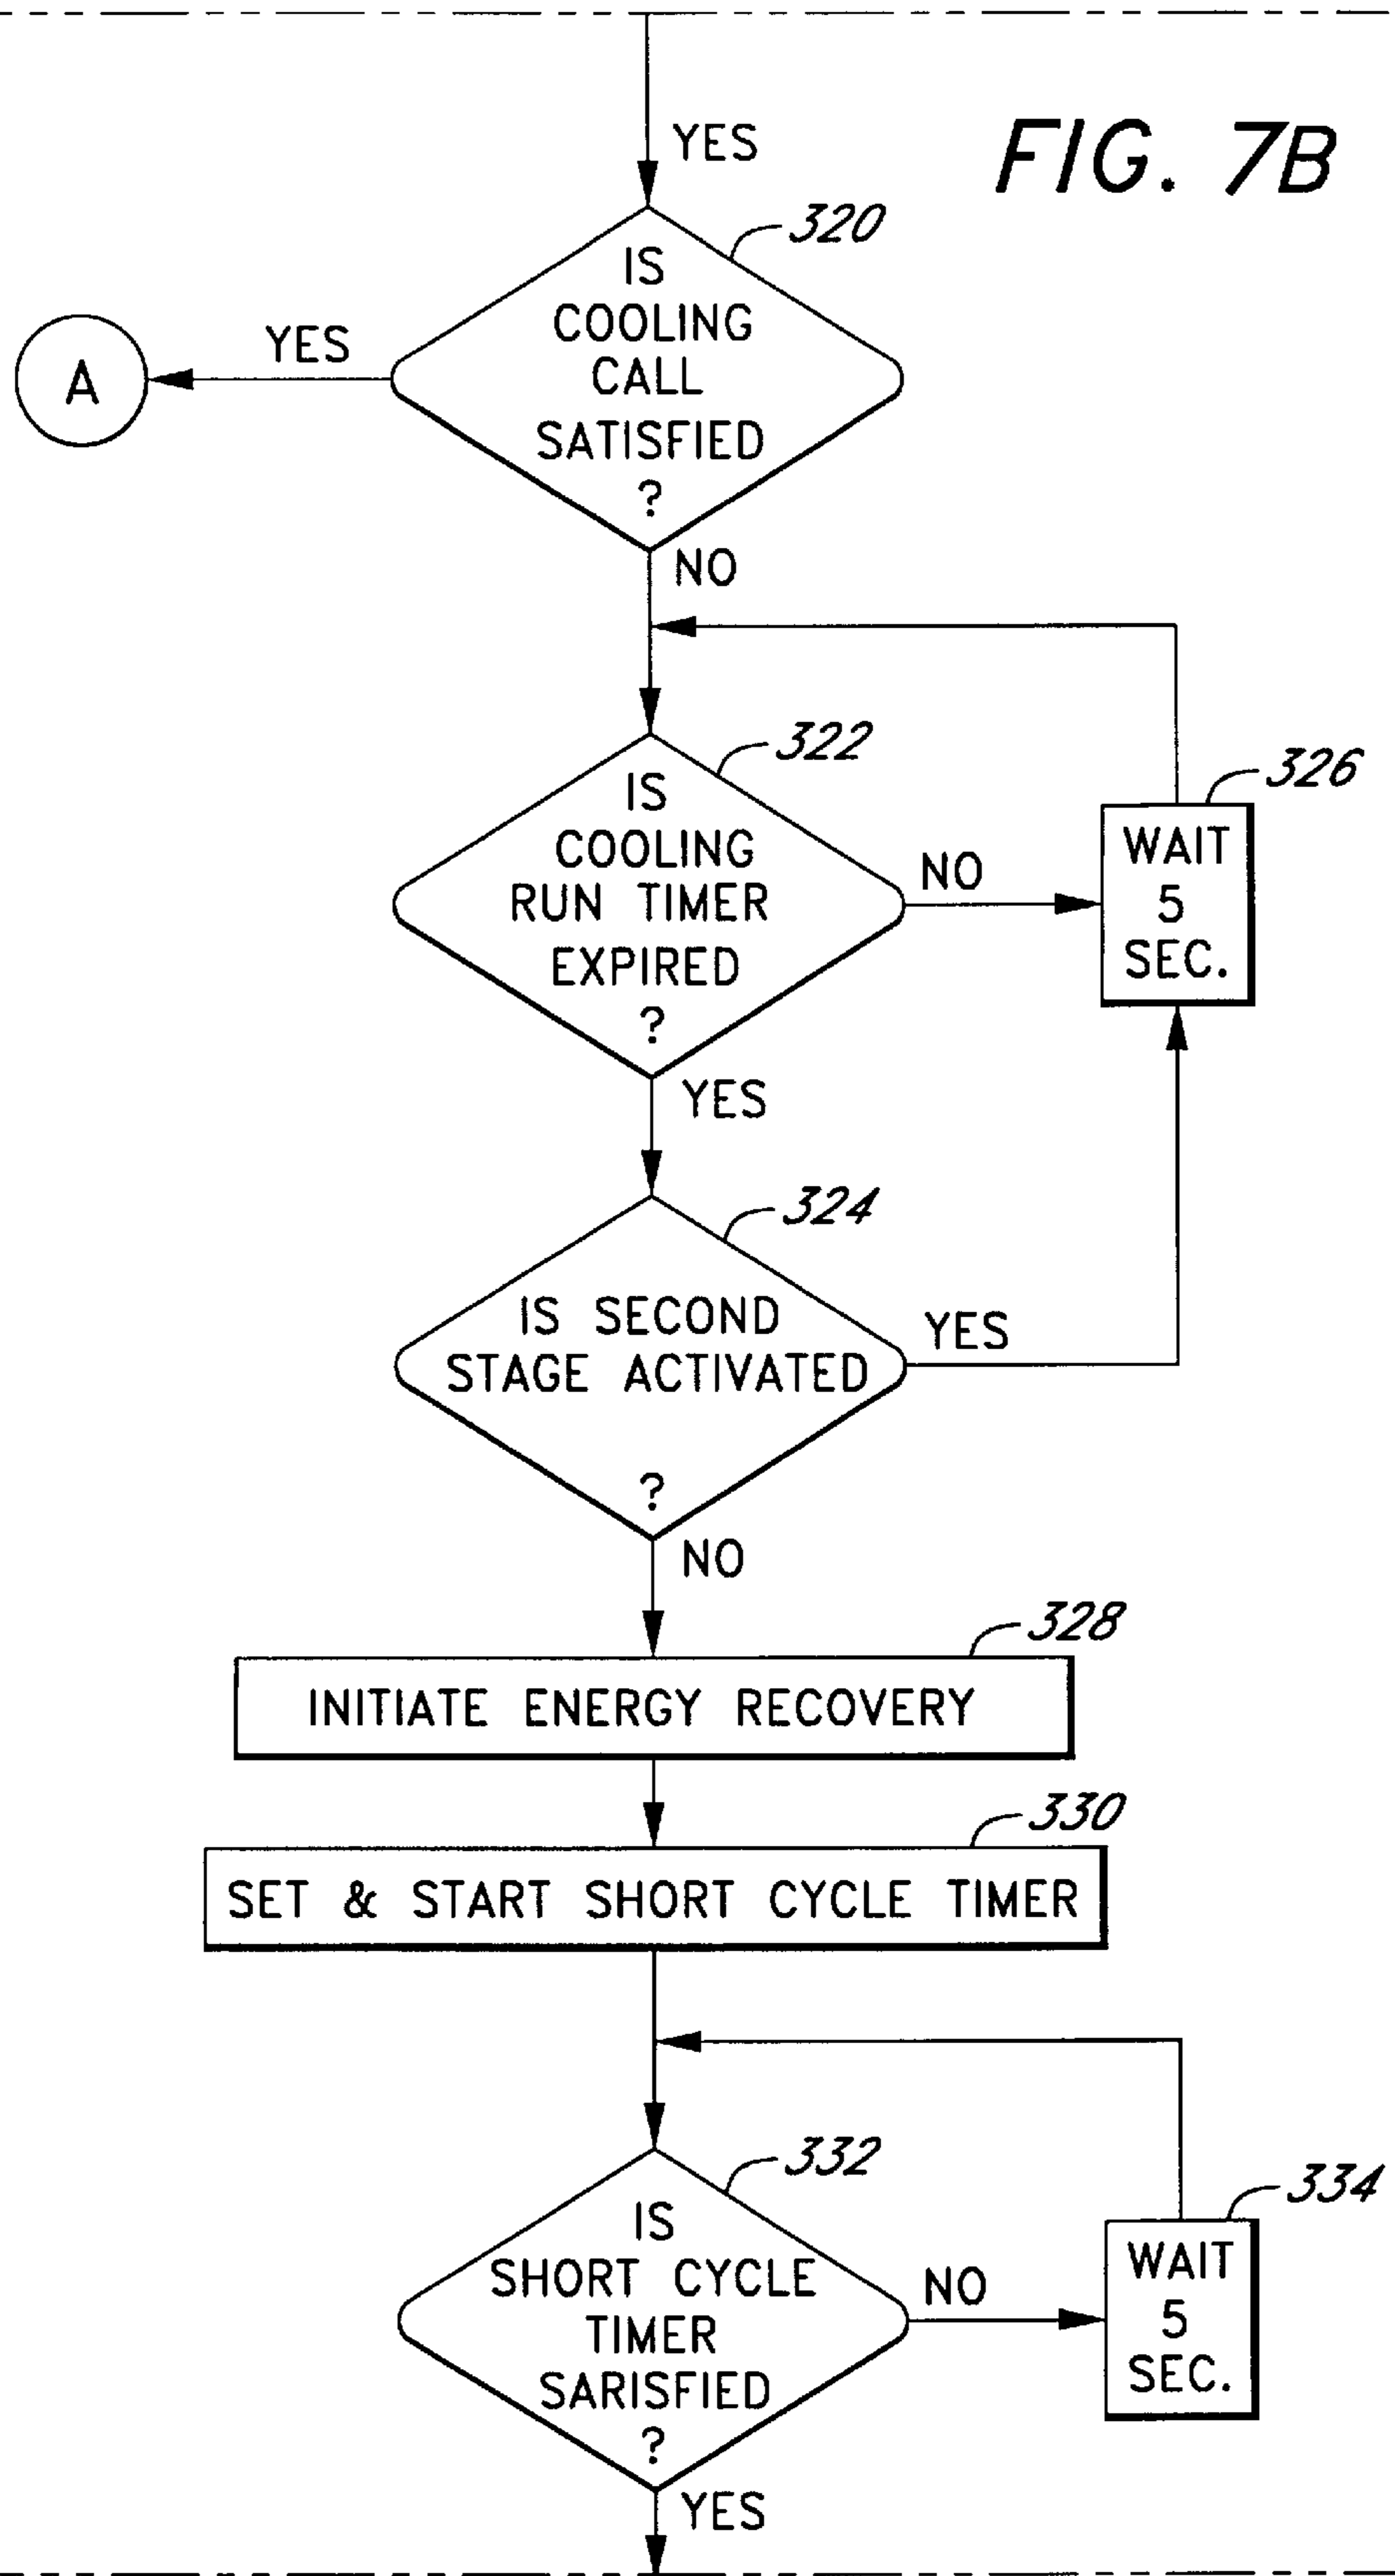 FIG. 7B
YES
320
IS
COOLING
CALL
SATISFIED
?
YES
A
NO
322
IS
COOLING
RUN TIMER
EXPIRED
?
NO
326
WAIT
5
SEC.
YES
324
IS SECOND
STAGE ACTIVATED
?
YES
NO
328
INITIATE ENERGY RECOVERY
330
SET & START SHORT CYCLE TIMER
332
IS
SHORT CYCLE
TIMER
SARISFIED
?
NO
334
WAIT
5
SEC.
YES